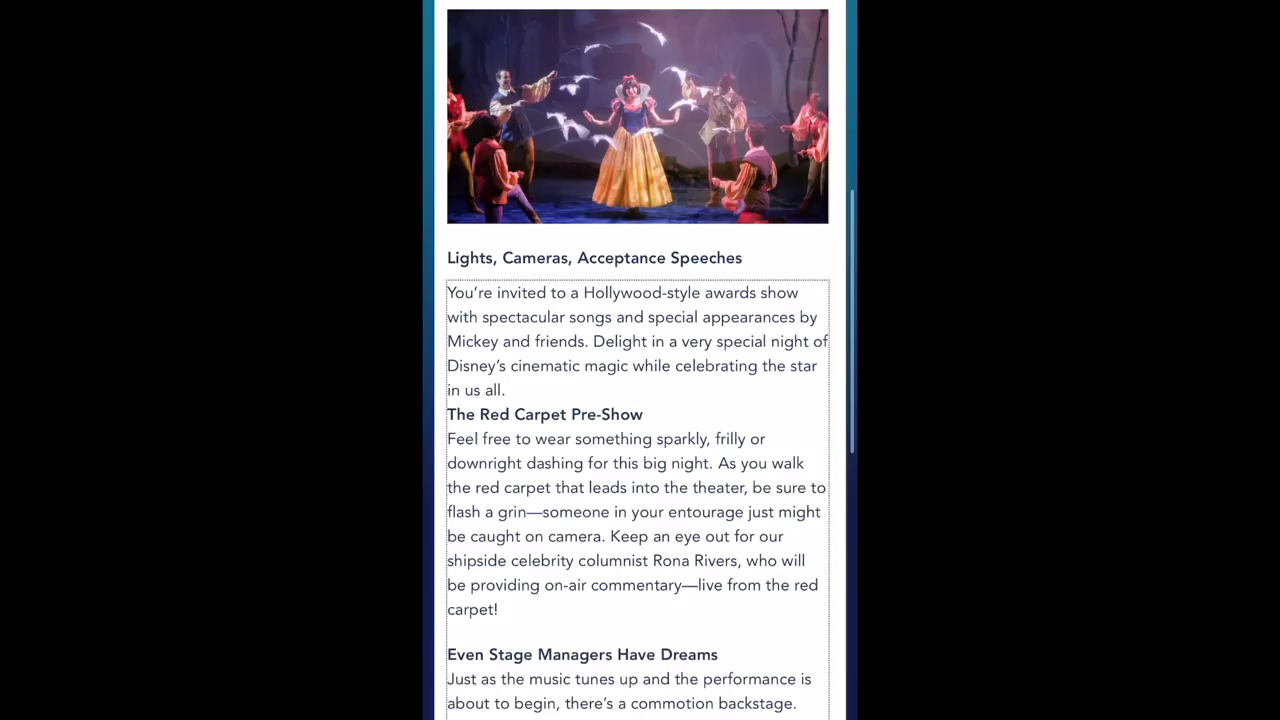 Lights, Cameras, Acceptance Speeches
You’re invited to a Hollywood-style awards show
with spectacular songs and special appearances by
Mickey and friends. Delight in a very special night of
Disney’s cinematic magic while celebrating the star
in us all.
The Red Carpet Pre-Show
Feel free to wear something sparkly, frilly or
downright dashing for this big night. As you walk
the red carpet that leads into the theater, be sure to
flash a grin—someone in your entourage just might
be caught on camera. Keep an eye out for our
shipside celebrity columnist Rona Rivers, who will
be providing on-air commentary—live from the red
carpet!
Even Stage Managers Have Dreams
Just as the music tunes up and the performance is
about to begin, there’s a commotion backstage.